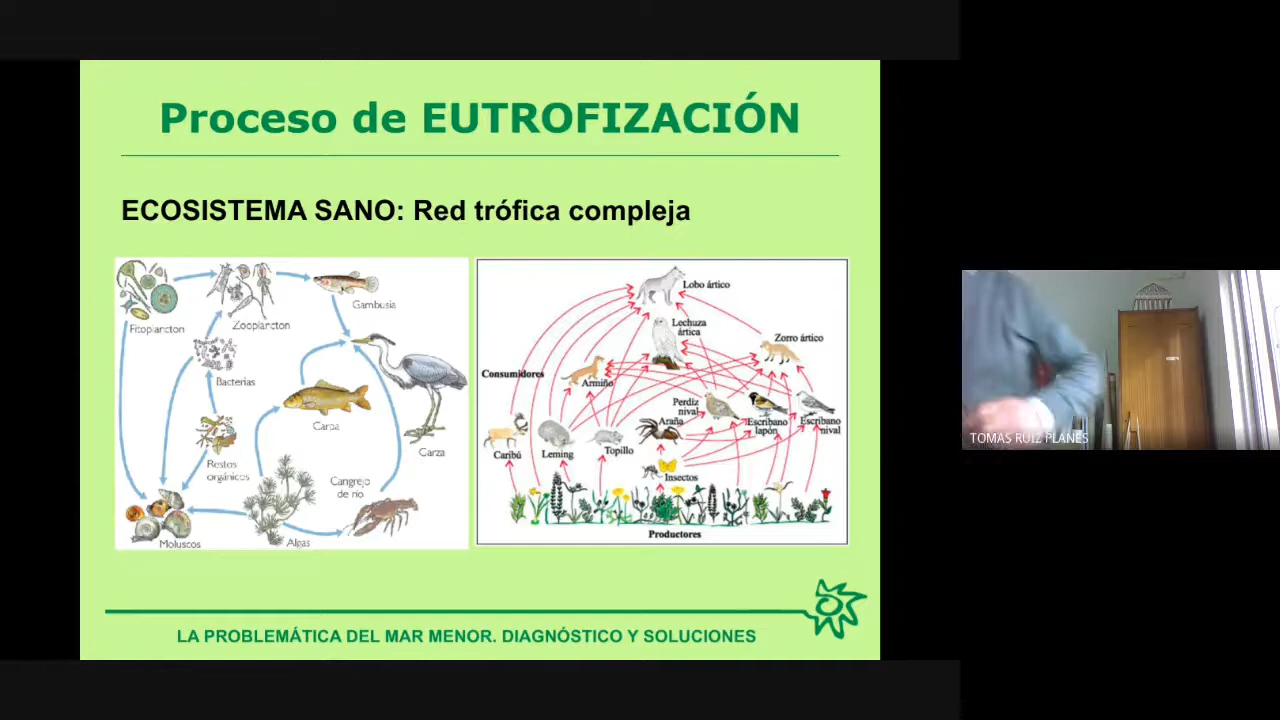 Proceso de EUTROFIZACIÓN
ECOSISTEMA SANO: Red trófica compleja
Fitoplancton
Zooplancton
Gambusia
Bacterias
Carpa
Garza
Restos
orgánicos
Cangrejo
de río
Moluscos
Algas
Lobo ártico
Lechuza
ártica
Zorro ártico
Consumidores
Armiño
Perdiz
nival
Araña
Escribano
lapón
Escribano
nival
Caribú
Leming
Topillo
Insectos
Productores
LA PROBLEMÁTICA DEL MAR MENOR. DIAGNÓSTICO Y SOLUCIONES
TOMAS RUIZ PLANES